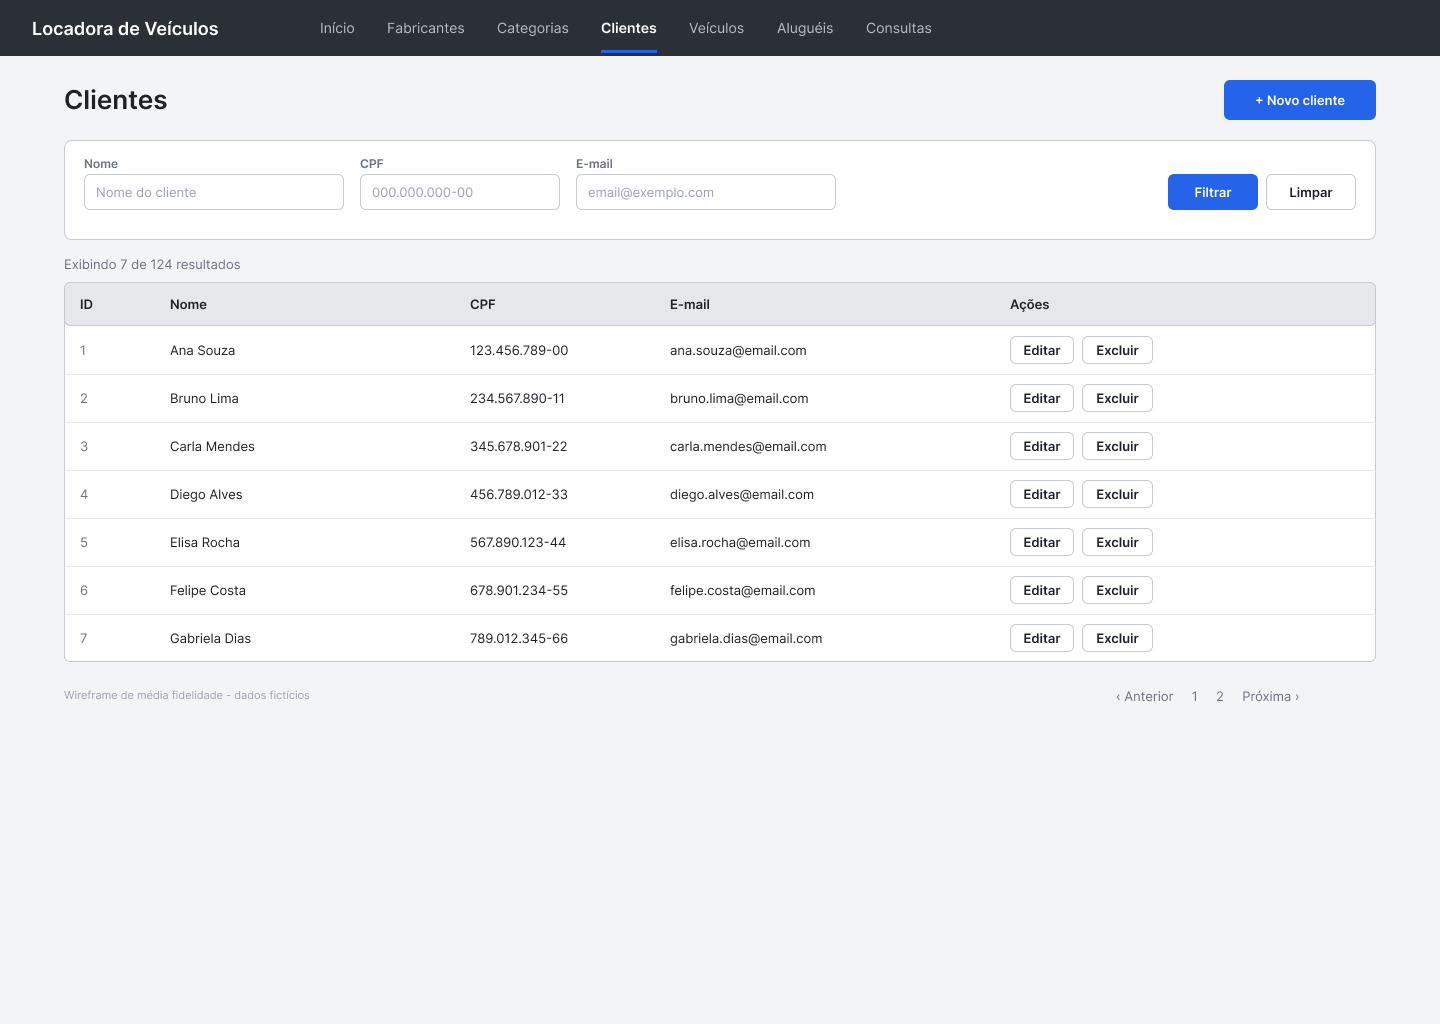 Locadora de Veículos Início Fabricantes Categorias Clientes Veículos Aluguéis Consultas
Clientes + Novo cliente
Nome CPF E-mail
Nome do cliente 000.000.000-00 email@exemplo.com Filtrar Limpar
Exibindo 7 de 124 resultados
ID Nome CPF E-mail Ações
1 Ana Souza 123.456.789-00 ana.souza@email.com Editar Excluir
2 Bruno Lima 234.567.890-11 bruno.lima@email.com Editar Excluir
3 Carla Mendes 345.678.901-22 carla.mendes@email.com Editar Excluir
4 Diego Alves 456.789.012-33 diego.alves@email.com Editar Excluir
5 Elisa Rocha 567.890.123-44 elisa.rocha@email.com Editar Excluir
6 Felipe Costa 678.901.234-55 felipe.costa@email.com Editar Excluir
7 Gabriela Dias 789.012.345-66 gabriela.dias@email.com Editar Excluir
Wireframe de média fidelidade - dados fictícios ‹ Anterior 1 2 Próxima ›